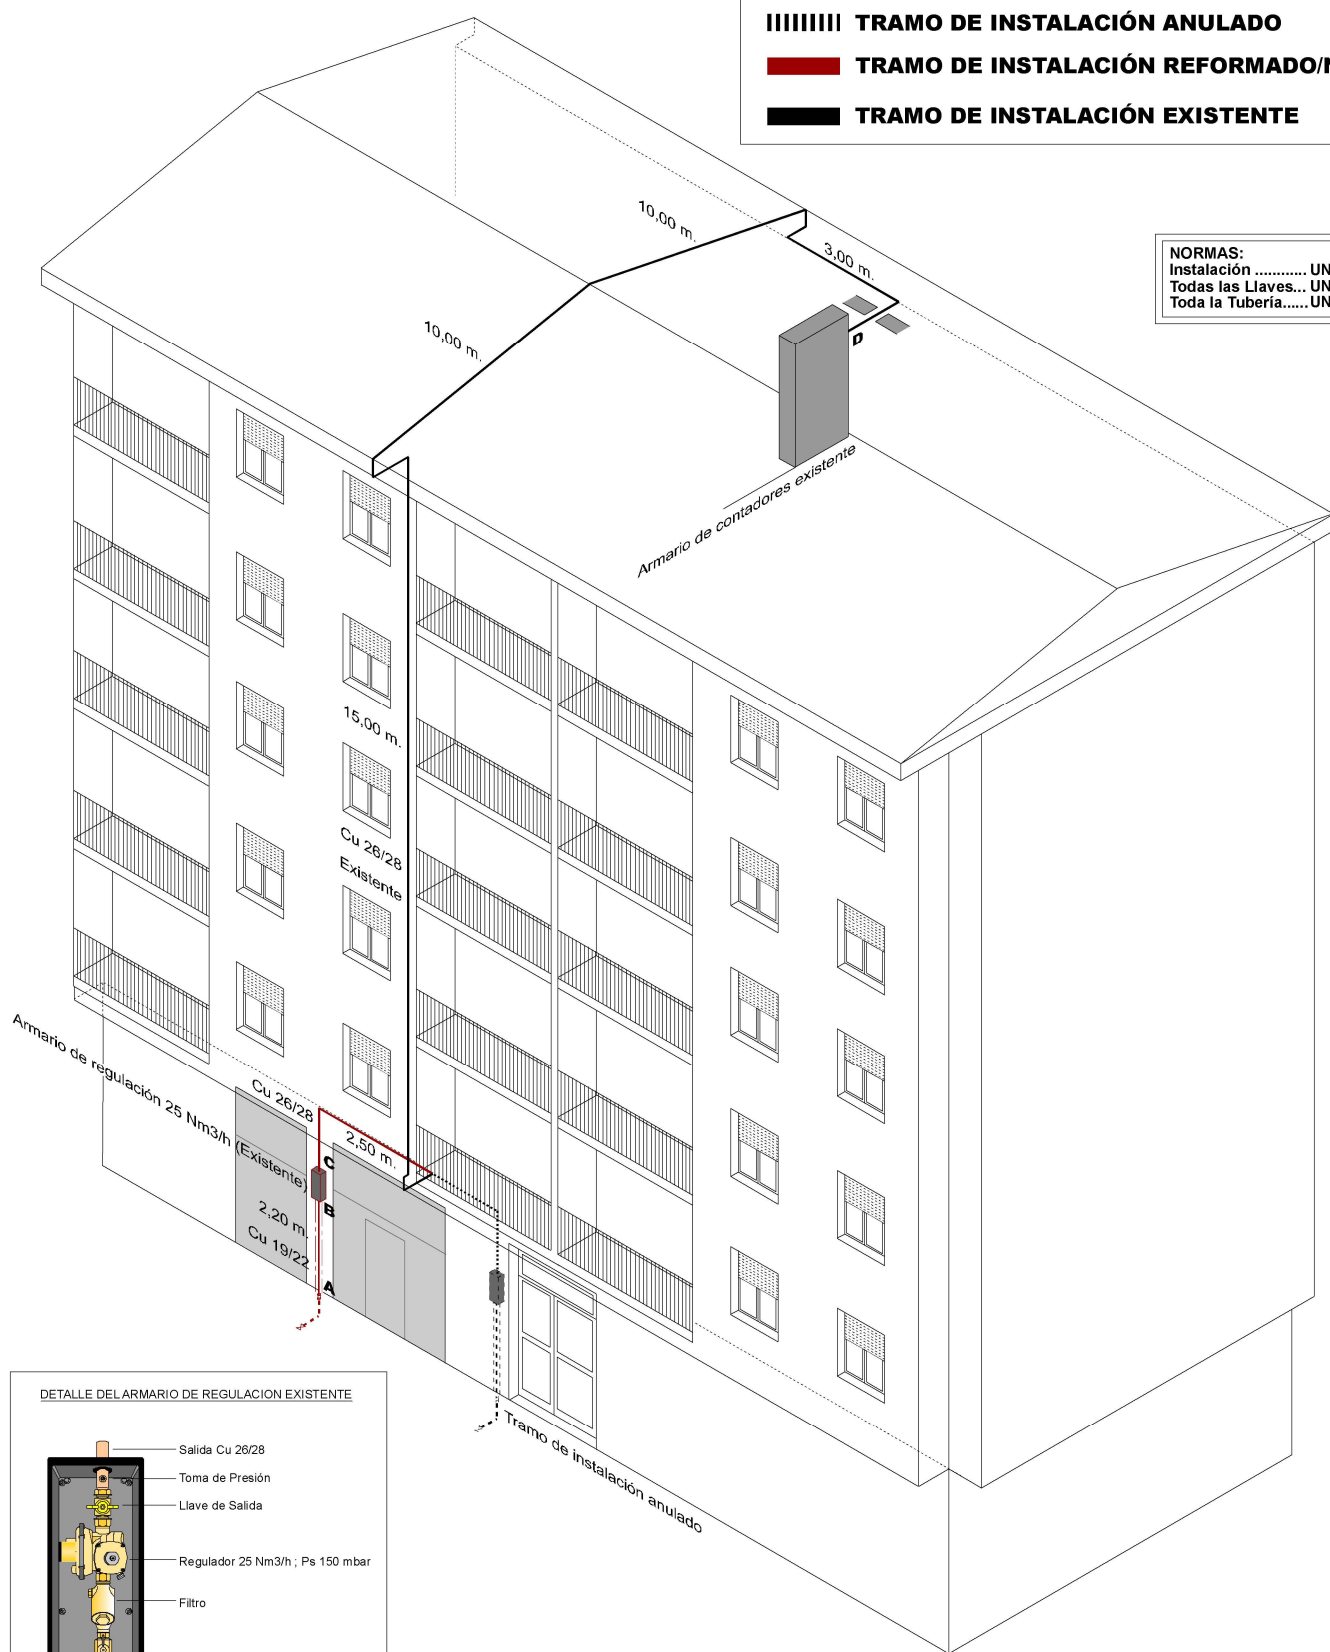 TRAMO DE INSTALACIÓN ANULADO
TRAMO DE INSTALACIÓN REFORMADO/
TRAMO DE INSTALACIÓN EXISTENTE
NORMAS:
Instalación ............ UN
Todas las Llaves... UN
Toda la Tubería...... UN
10,00 m.
3,00 m.
10,00 m.
D
Armario de contadores existente
15,00 m.
Cu 26/28
Existente
Armario de regulación 25 Nm3/h (Existente)
Cu 26/28
2,50 m.
C
B
2,20 m.
Cu 19/22
A
Tramo de instalación anulado
DETALLE DEL ARMARIO DE REGULACION EXISTENTE
Salida Cu 26/28
Toma de Presión
Llave de Salida
Regulador 25 Nm3/h ; Ps 150 mbar
Filtro